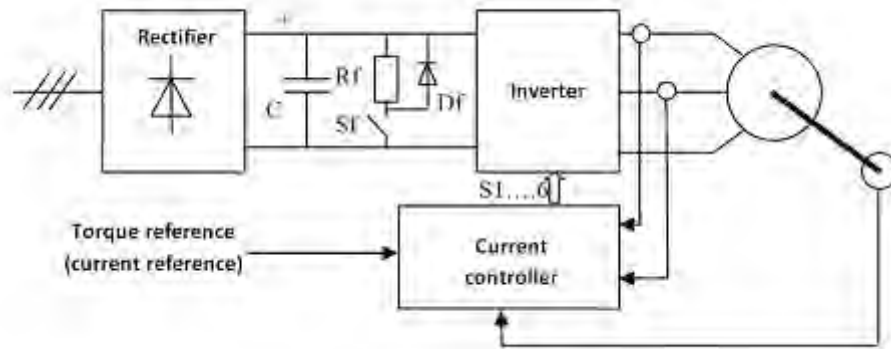 Rectifier
+
C
Rf
Sf
Df
Inverter
S1....6
Torque reference
(current reference)
Current
controller